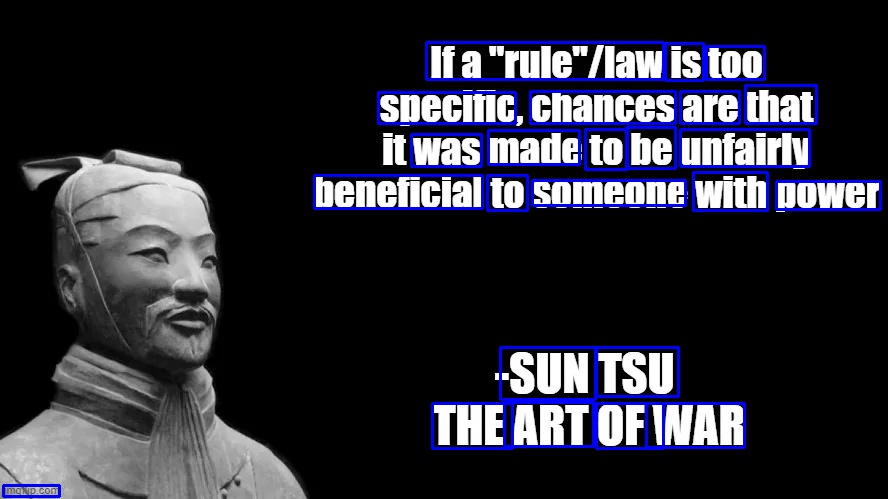 If a "rule"/law is too
specific, chances are that
it was made to be unfairly
beneficial to someone with power
-SUN TSU
THE ART OF WAR
imgflip.com